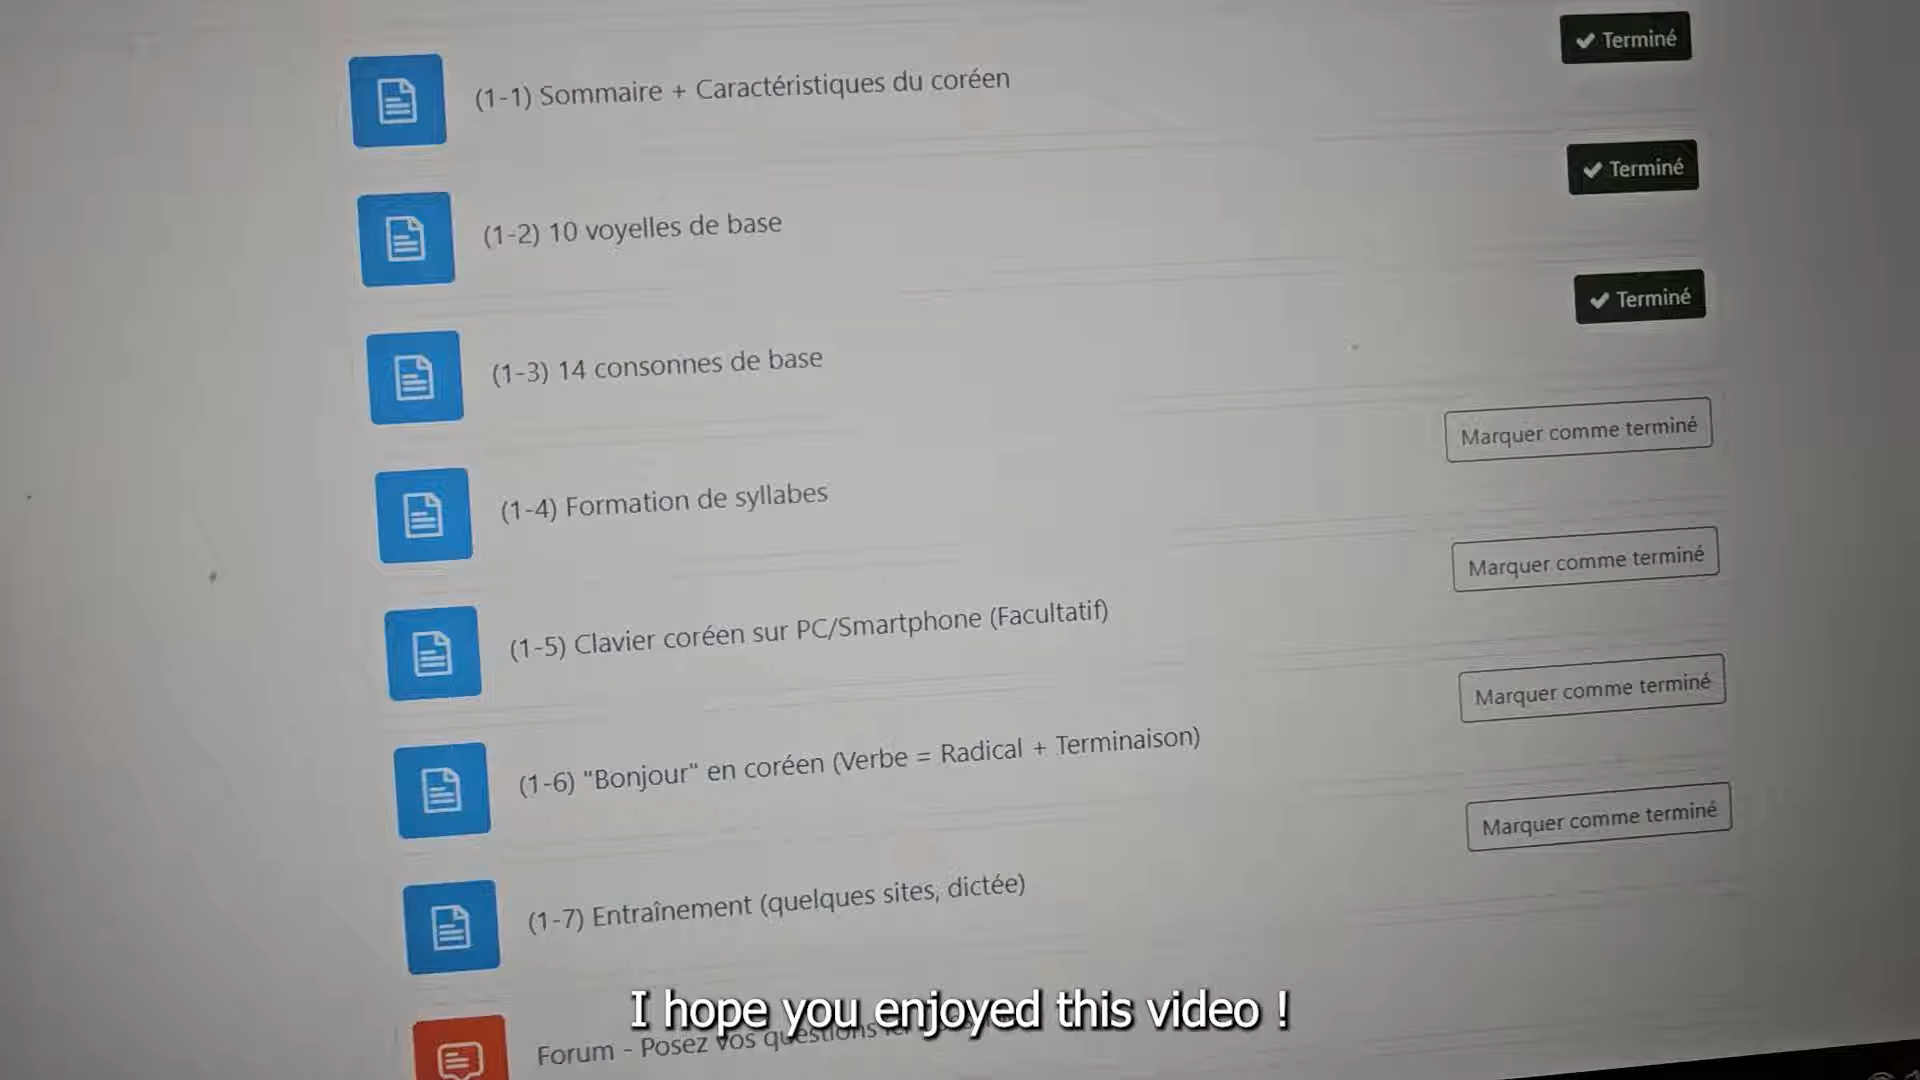 Terminé
(1-1) Sommaire + Caractéristiques du coréen
Terminé
(1-2) 10 voyelles de base
Terminé
(1-3) 14 consonnes de base
Marquer comme terminé
(1-4) Formation de syllabes
Marquer comme terminé
(1-5) Clavier coréen sur PC/Smartphone (Facultatif)
Marquer comme terminé
(1-6) "Bonjour" en coréen (Verbe = Radical + Terminaison)
Marquer comme terminé
(1-7) Entraînement (quelques sites, dictée)
I hope you enjoyed this video !
Forum - Posez vos questions